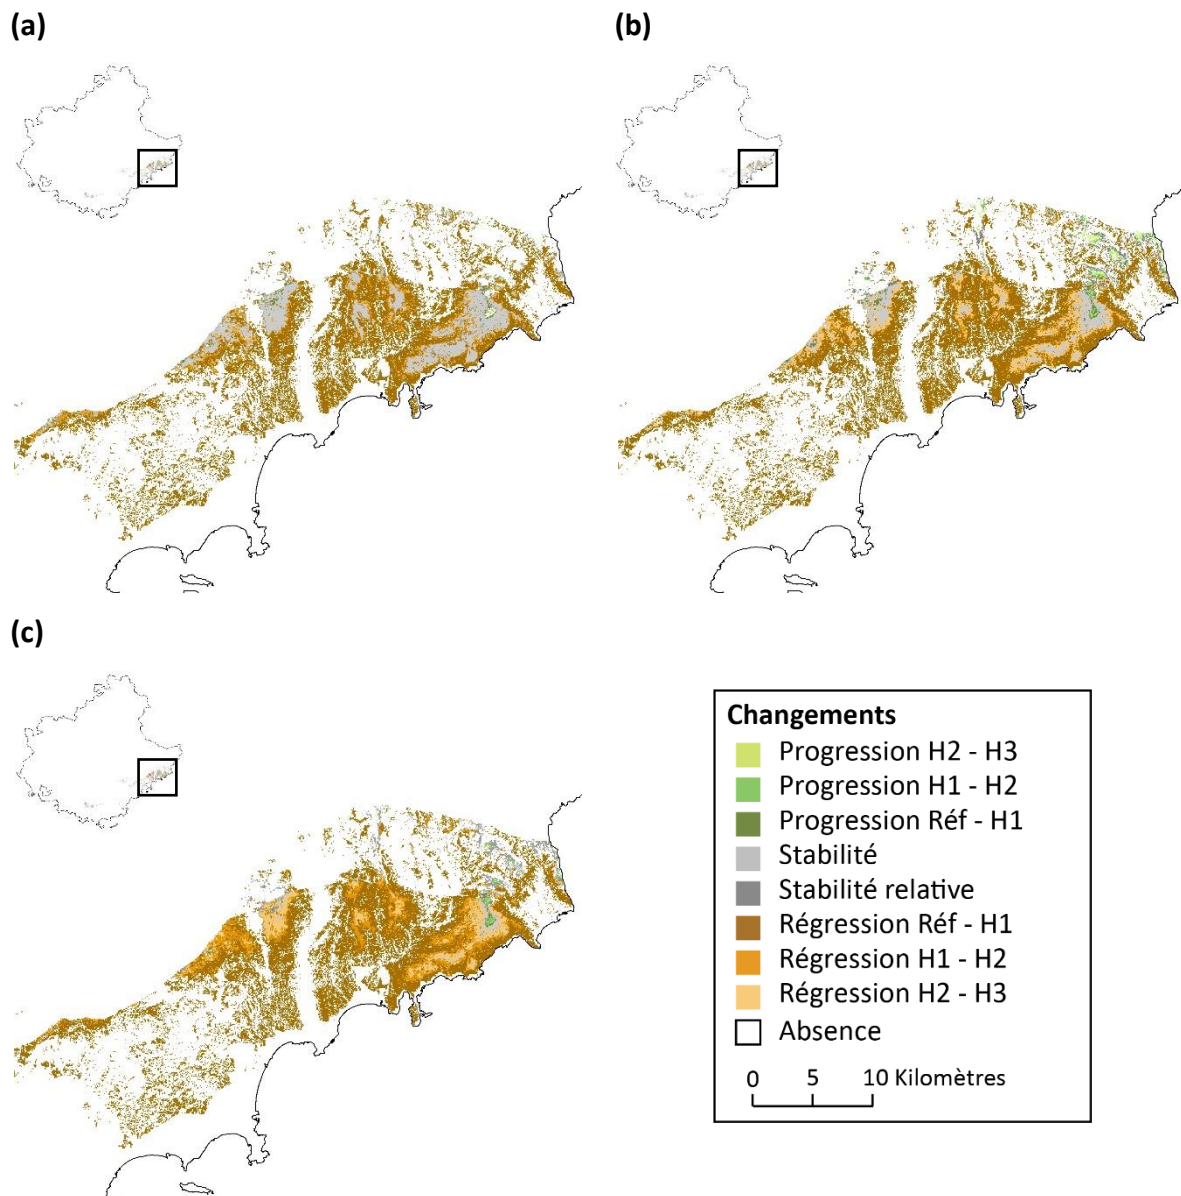 (a)
(b)
(c)
Changements
Progression H2 - H3
Progression H1 - H2
Progression Réf - H1
Stabilité
Stabilité relative
Régression Réf - H1
Régression H1 - H2
Régression H2 - H3
Absence
0 5 10 Kilomètres